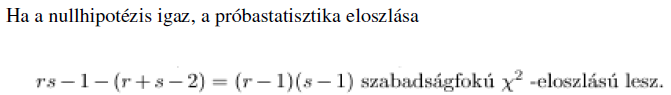 Ha a nullhipotézis igaz, a próbastatisztika eloszlása
rs − 1 − (r + s − 2) = (r − 1)(s − 1) szabadságfokú χ² -eloszlású lesz.